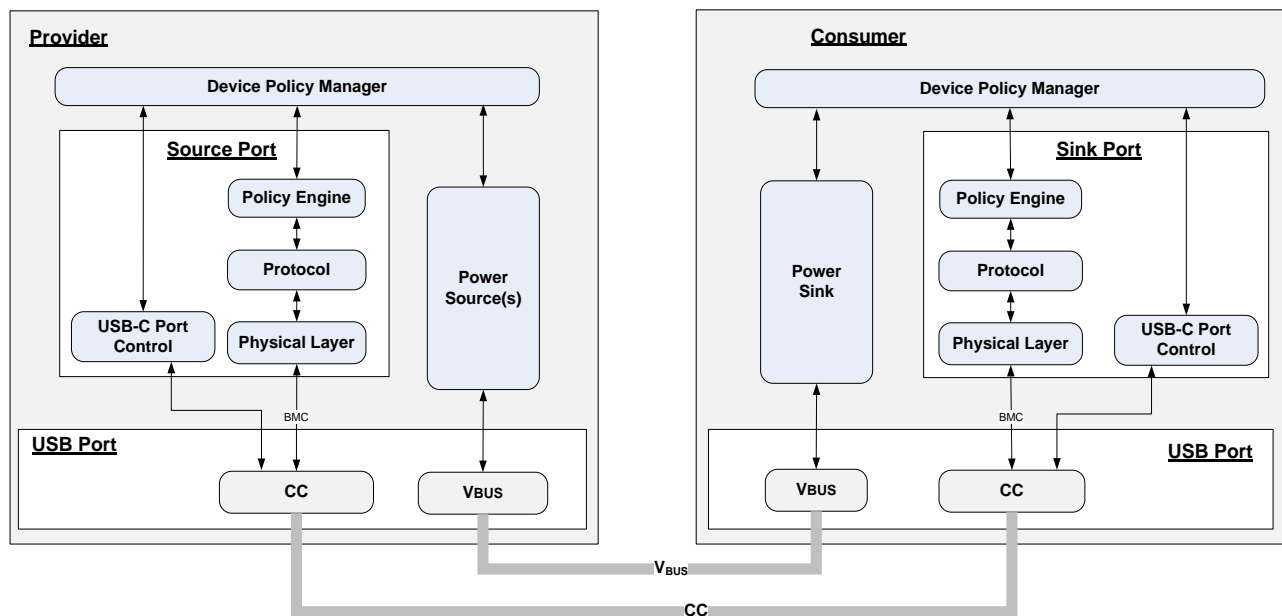 Provider
Device Policy Manager
Source Port
Policy Engine
Protocol
Power
Source(s)
USB-C Port
Control
Physical Layer
BMC
USB Port
CC
VBUS
Consumer
Device Policy Manager
Sink Port
Policy Engine
Protocol
Power
Sink
Physical Layer
USB-C Port
Control
BMC
USB Port
VBUS
CC
VBUS
CC